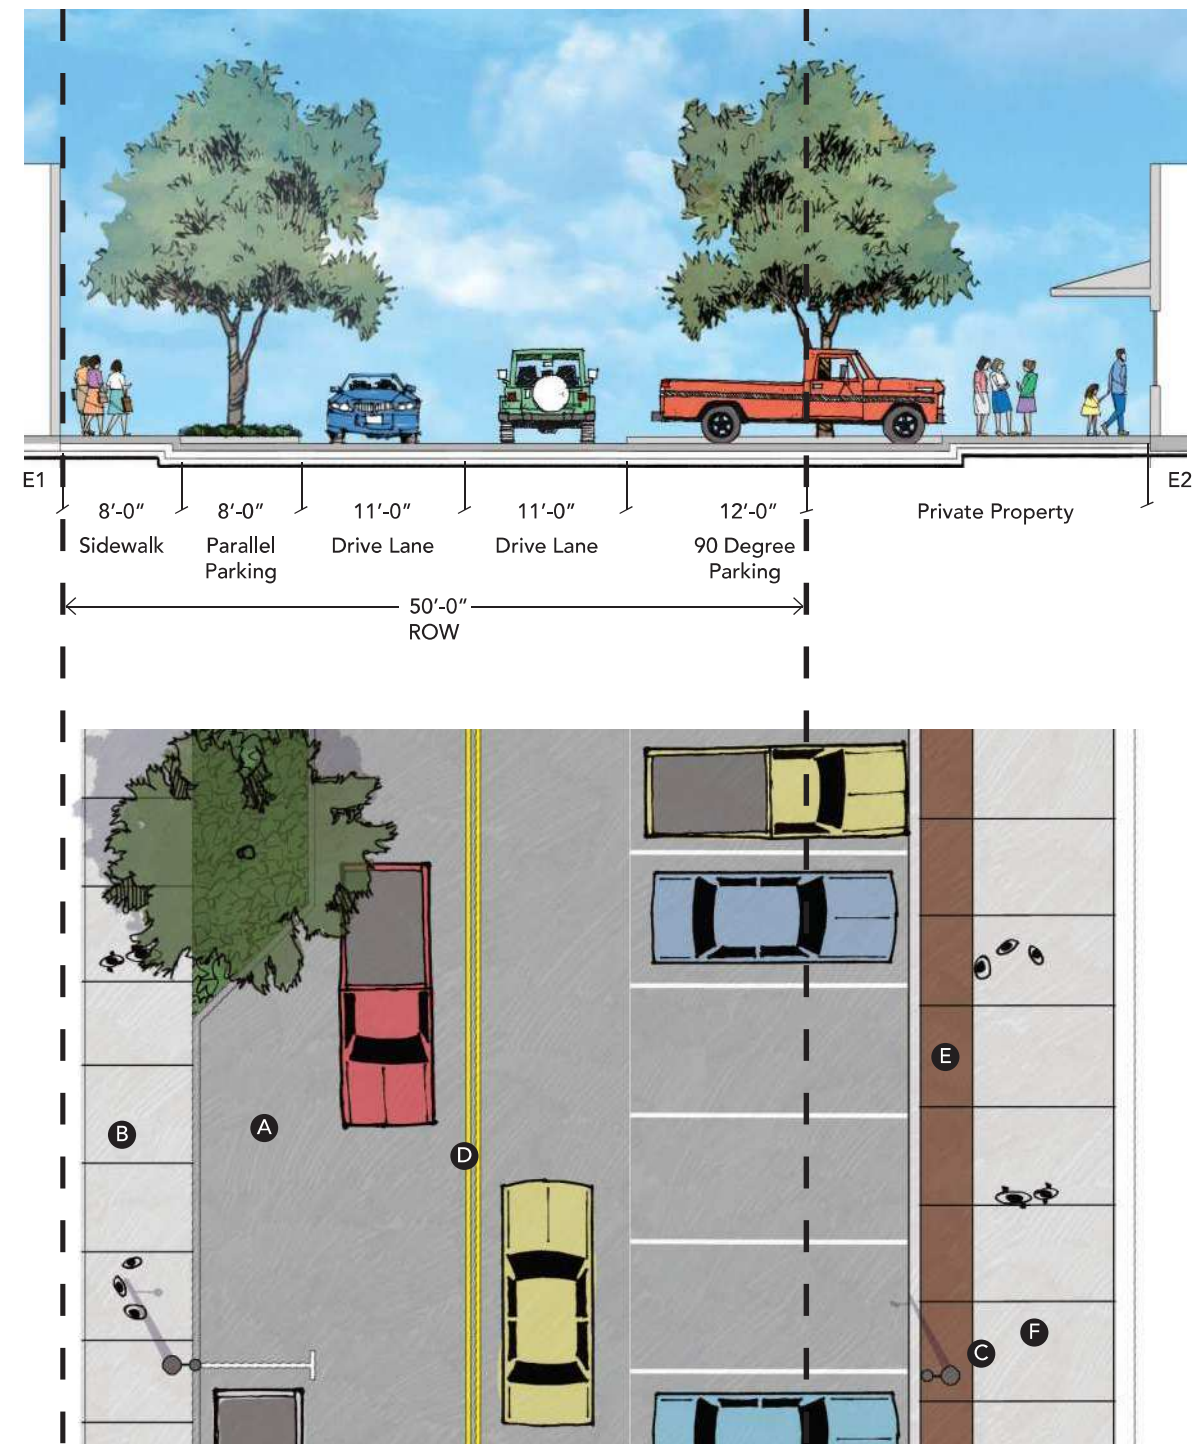 E1
E2
8'-0"
8'-0"
11'-0"
11'-0"
12'-0"
Private Property
Sidewalk
Parallel
Parking
Drive Lane
Drive Lane
90 Degree
Parking
50'-0"
ROW
E
B
A
D
F
C